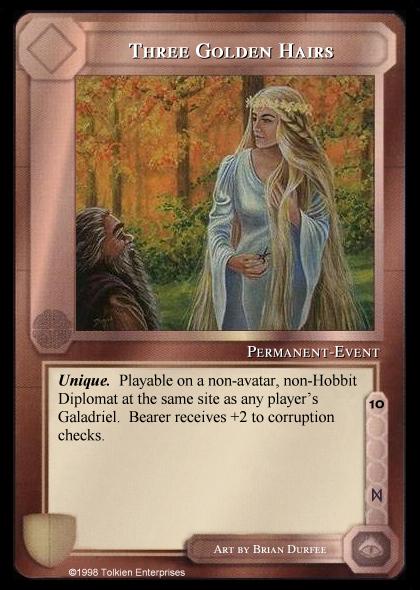 Three Golden Hairs
Permanent-Event
Unique. Playable on a non-avatar, non-Hobbit
Diplomat at the same site as any player's
Galadriel. Bearer receives +2 to corruption
checks.
10
Art by Brian Durfee
©1998 Tolkien Enterprises